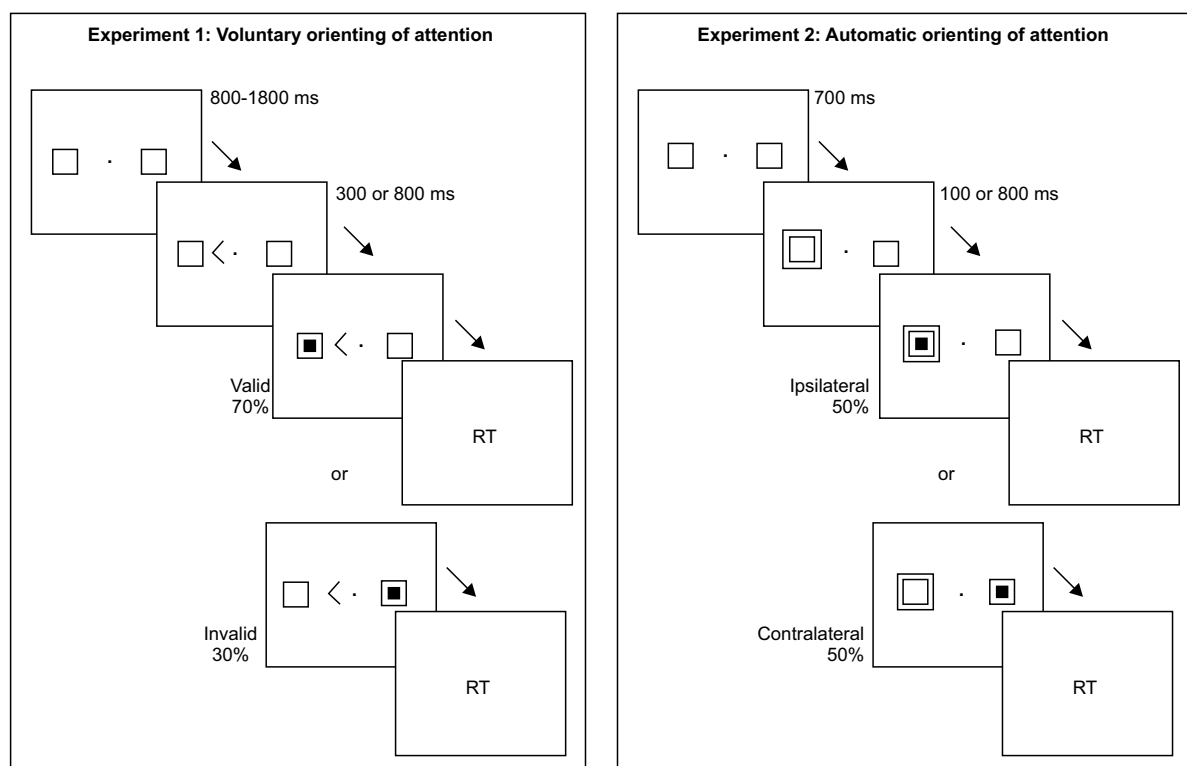 Experiment 1: Voluntary orienting of attention
800-1800 ms
300 or 800 ms
Valid
70%
RT
or
Invalid
30%
RT
Experiment 2: Automatic orienting of attention
700 ms
100 or 800 ms
Ipsilateral
50%
RT
or
Contralateral
50%
RT